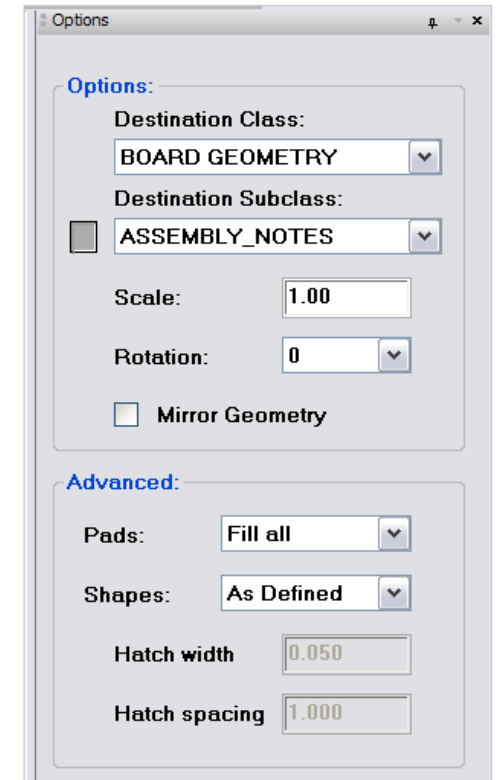 Options
Options:
Destination Class:
BOARD GEOMETRY
Destination Subclass:
ASSEMBLY_NOTES
Scale: 1.00
Rotation: 0
Mirror Geometry
Advanced:
Pads: Fill all
Shapes: As Defined
Hatch width 0.050
Hatch spacing 1.000